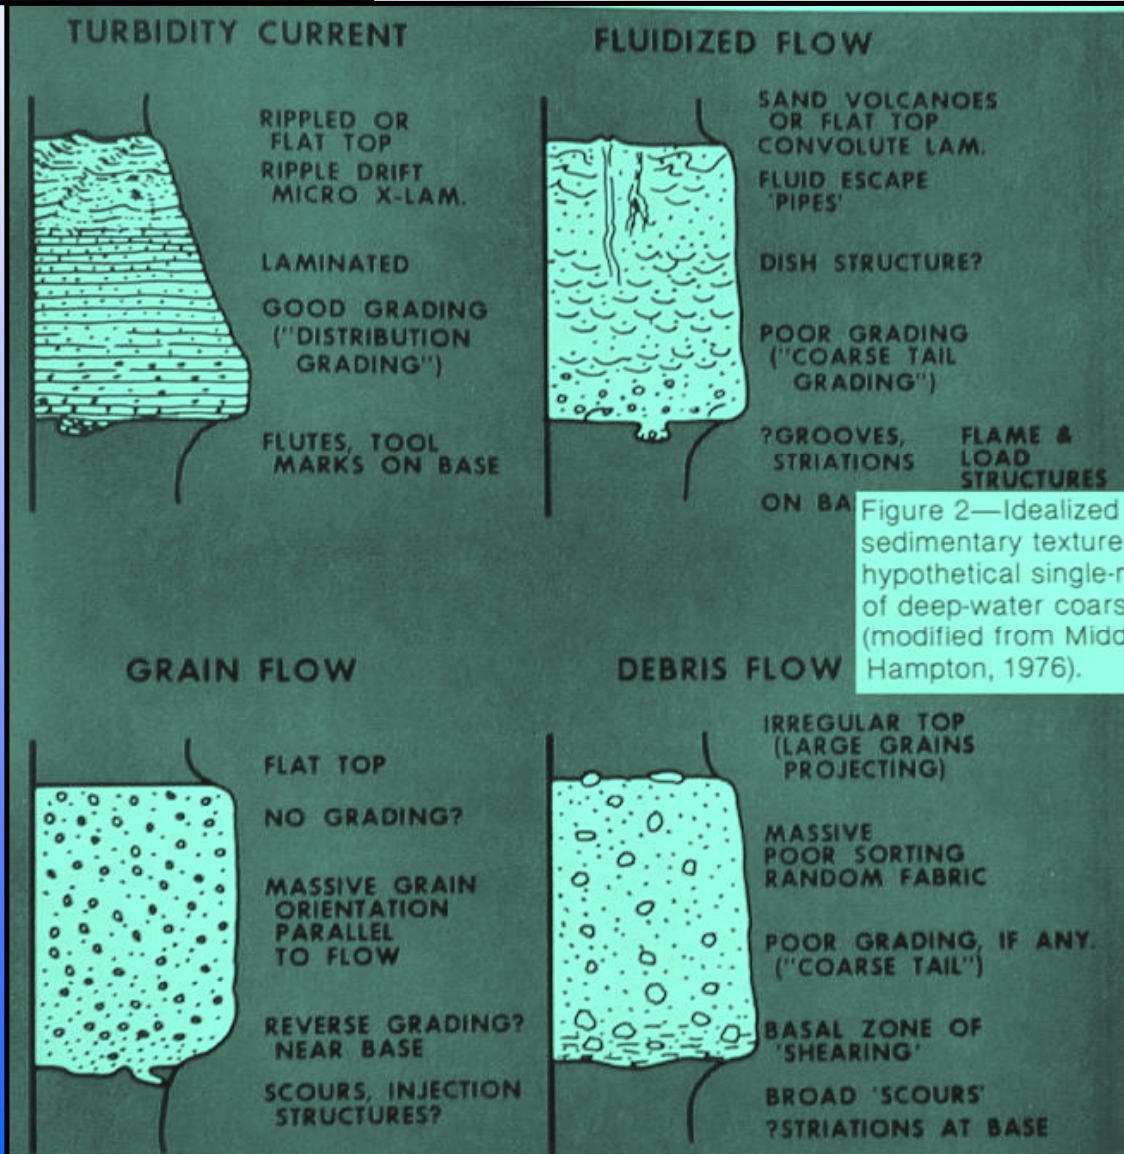 TURBIDITY CURRENT
RIPPLED OR
FLAT TOP
RIPPLE DRIFT
MICRO X-LAM.
LAMINATED
GOOD GRADING
("DISTRIBUTION
GRADING")
FLUTES, TOOL
MARKS ON BASE
FLUIDIZED FLOW
SAND VOLCANOES
OR FLAT TOP
CONVOLUTE LAM.
FLUID ESCAPE
'PIPES'
DISH STRUCTURE?
POOR GRADING
("COARSE TAIL
GRADING")
?GROOVES,
STRIATIONS
ON BA
FLAME &
LOAD
STRUCTURES
Figure 2—Idealized
sedimentary texture
hypothetical single-
of deep-water coars
(modified from Midd
Hampton, 1976).
GRAIN FLOW
FLAT TOP
NO GRADING?
MASSIVE GRAIN
ORIENTATION
PARALLEL
TO FLOW
REVERSE GRADING?
NEAR BASE
SCOURS, INJECTION
STRUCTURES?
DEBRIS FLOW
IRREGULAR TOP
(LARGE GRAINS
PROJECTING)
MASSIVE
POOR SORTING
RANDOM FABRIC
POOR GRADING, IF ANY.
("COARSE TAIL")
BASAL ZONE OF
'SHEARING'
BROAD 'SCOURS'
?STRIATIONS AT BASE